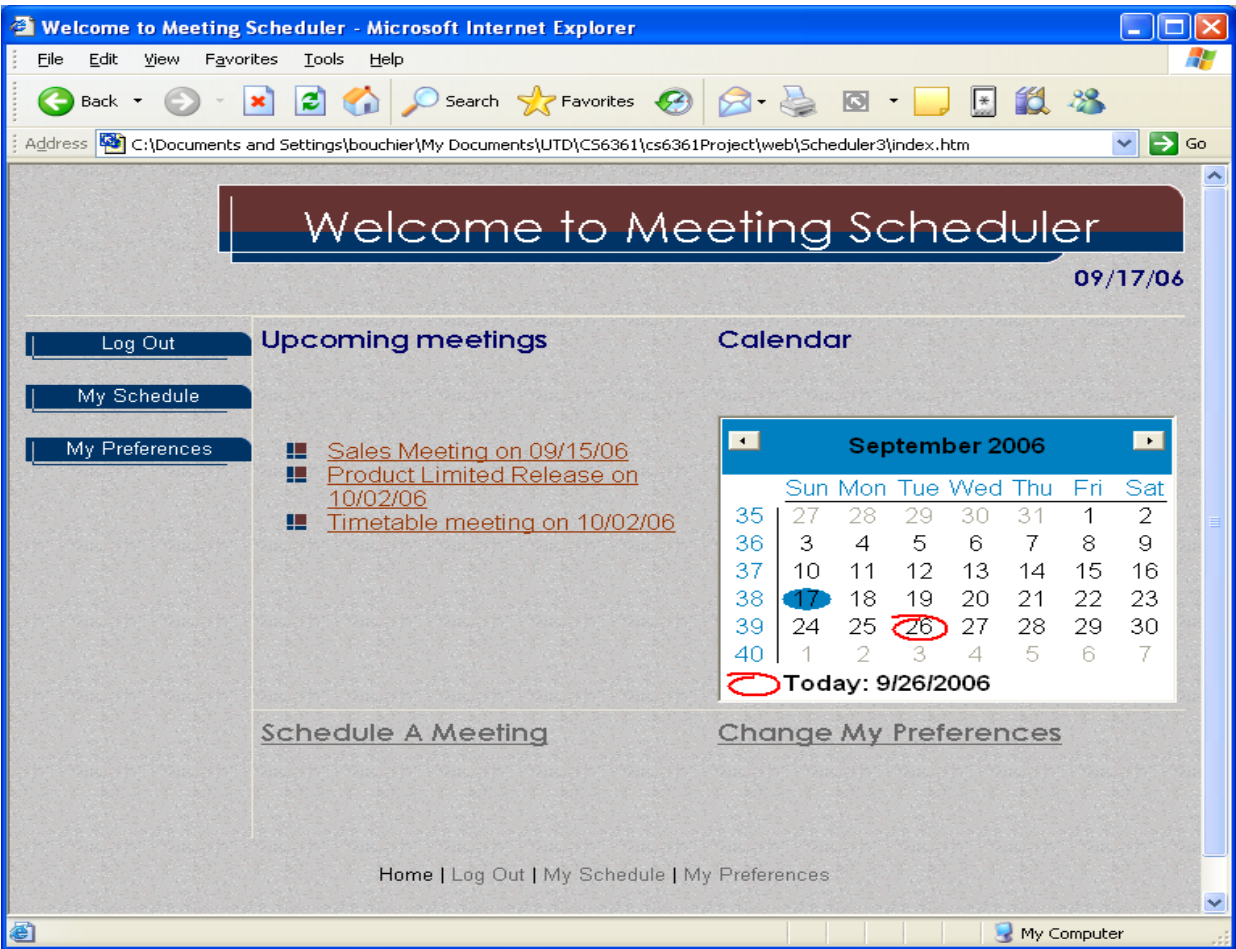 Welcome to Meeting Scheduler - Microsoft Internet Explorer
File Edit View Favorites Tools Help
Back Search Favorites
Address C:\Documents and Settings\bouchier\My Documents\UTD\CS6361\cs6361Project\web\Scheduler3\index.htm Go
Welcome to Meeting Scheduler
09/17/06
Log Out
My Schedule
My Preferences
Upcoming meetings
Sales Meeting on 09/15/06
Product Limited Release on
10/02/06
Timetable meeting on 10/02/06
Calendar
September 2006
Sun Mon Tue Wed Thu Fri Sat
35 27 28 29 30 31 1 2
36 3 4 5 6 7 8 9
37 10 11 12 13 14 15 16
38 17 18 19 20 21 22 23
39 24 25 26 27 28 29 30
40 1 2 3 4 5 6 7
Today: 9/26/2006
Schedule A Meeting
Change My Preferences
Home | Log Out | My Schedule | My Preferences
My Computer